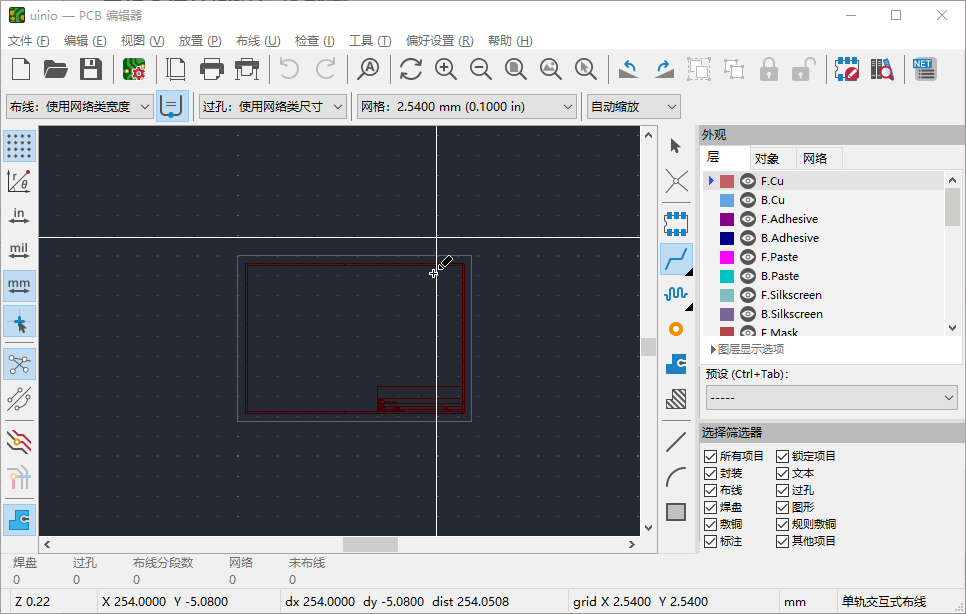 uinio — PCB 编辑器
文件 (F) 编辑 (E) 视图 (V) 放置 (P) 布线 (U) 检查 (I) 工具 (T) 偏好设置 (R) 帮助 (H)
NET
布线：使用网络类宽度 过孔：使用网络类尺寸 网格：2.5400 mm (0.1000 in) 自动缩放
r
θ
in
mil
mm
外观
层 对象 网络
F.Cu
B.Cu
F.Adhesive
B.Adhesive
F.Paste
B.Paste
F.Silkscreen
B.Silkscreen
F.Mask
图层显示选项
预设 (Ctrl+Tab)：
-----
选择筛选器
所有项目 锁定项目
封装 文本
布线 过孔
焊盘 图形
敷铜 规则敷铜
标注 其他项目
焊盘 过孔 布线分段数 网络 未布线
0 0 0 0 0
Z 0.22 X 254.0000 Y -5.0800 dx 254.0000 dy -5.0800 dist 254.0508 grid X 2.5400 Y 2.5400 mm 单轨交互式布线